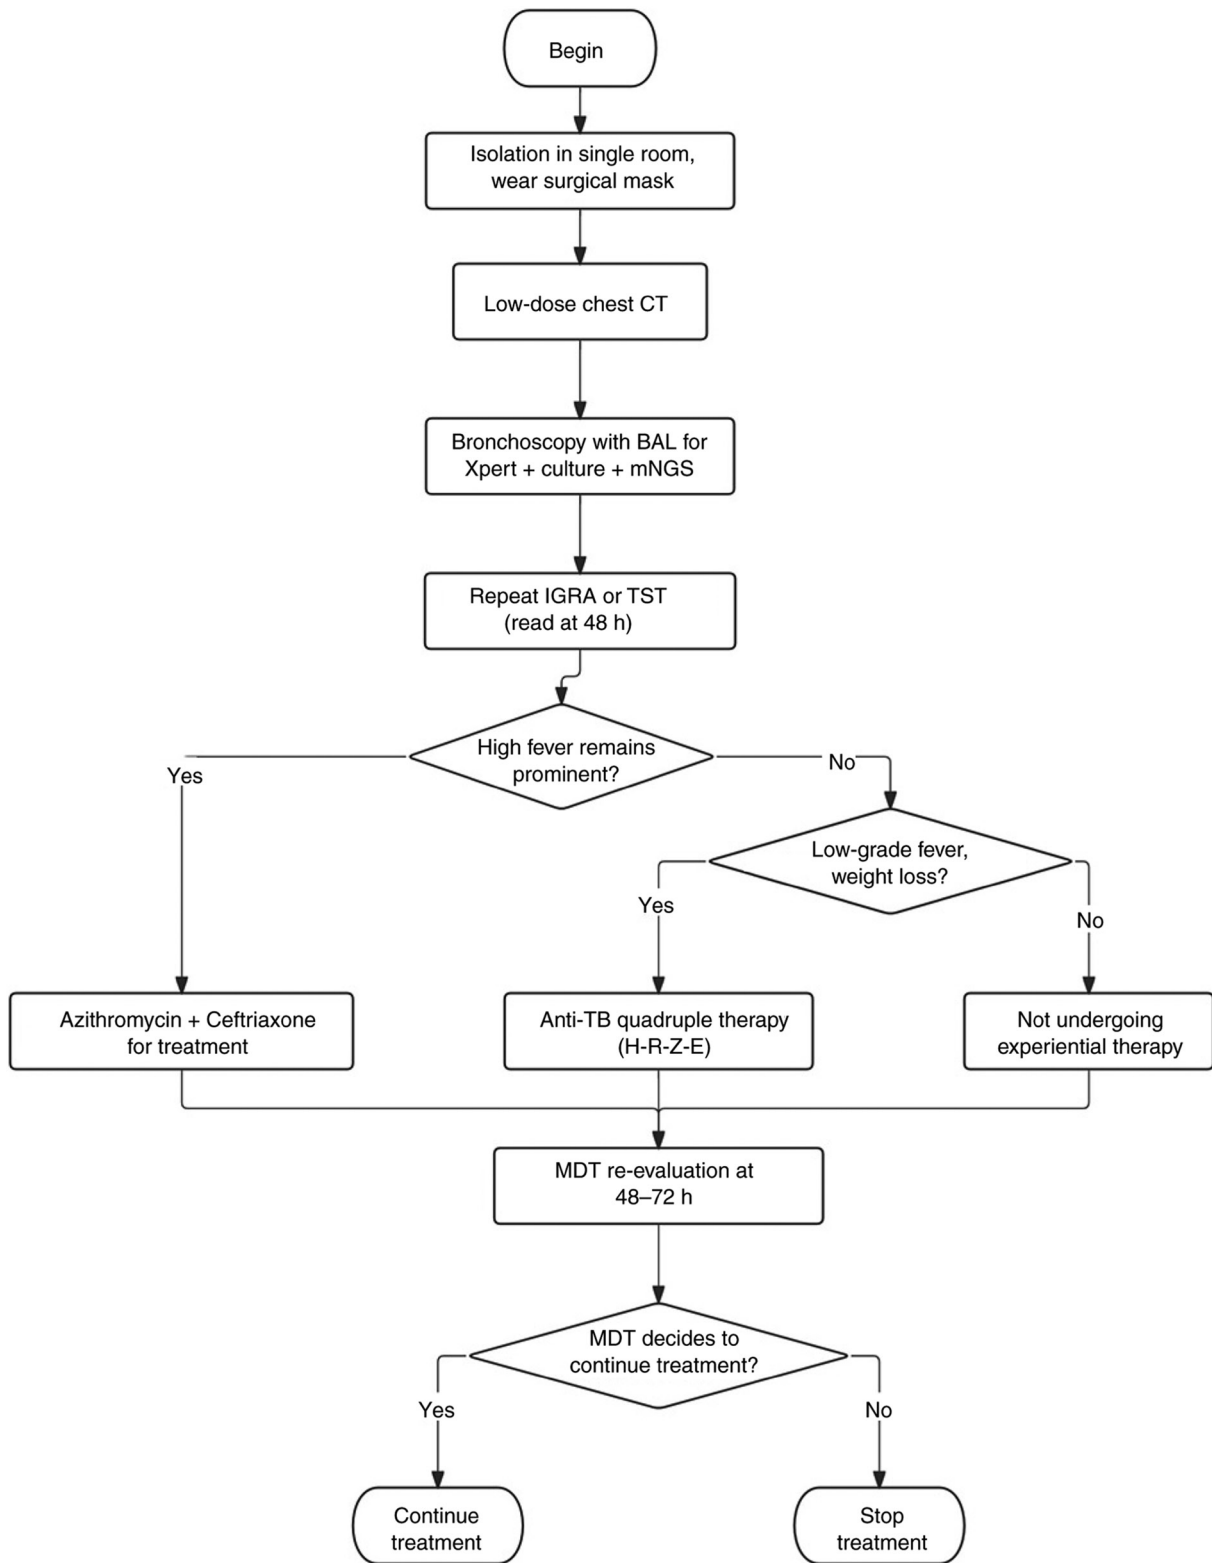 Begin
Isolation in single room,
wear surgical mask
Low-dose chest CT
Bronchoscopy with BAL for
Xpert + culture + mNGS
Repeat IGRA or TST
(read at 48 h)
High fever remains
prominent?
Yes
No
Low-grade fever,
weight loss?
Yes
No
Azithromycin + Ceftriaxone
for treatment
Anti-TB quadruple therapy
(H-R-Z-E)
Not undergoing
experiential therapy
MDT re-evaluation at
48–72 h
MDT decides to
continue treatment?
Yes
No
Continue
treatment
Stop
treatment